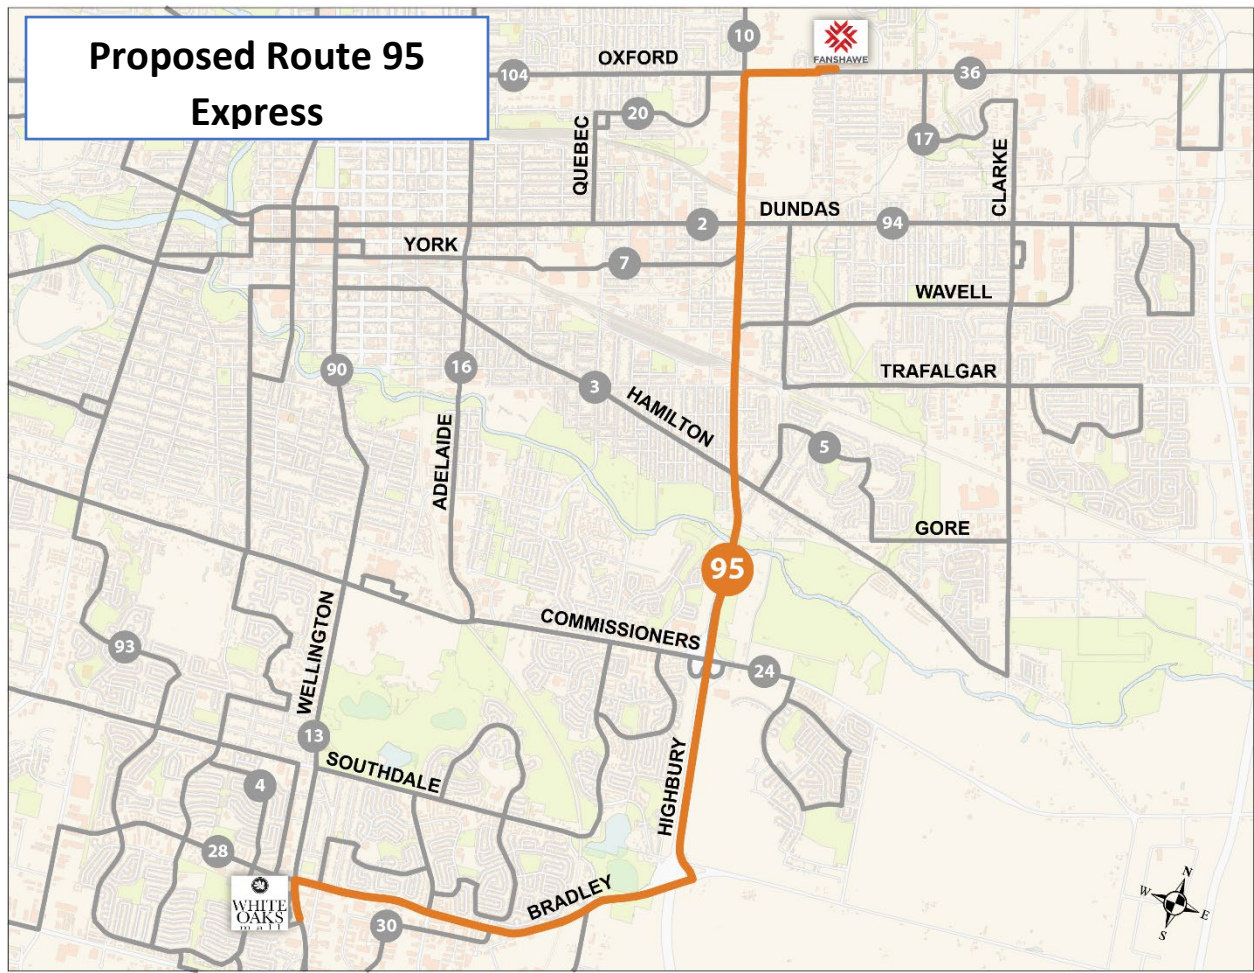 Proposed Route 95
Express
10
FANSHAWE
OXFORD
104
36
20
17
QUEBEC
CLARKE
DUNDAS
2
94
YORK
7
WAVELL
90
16
3
TRAFALGAR
HAMILTON
ADELAIDE
5
GORE
95
COMMISSIONERS
WELLINGTON
93
24
13
SOUTHDALE
HIGHBURY
4
28
BRADLEY
WHITE
OAKS
mall
30
N
W
E
S